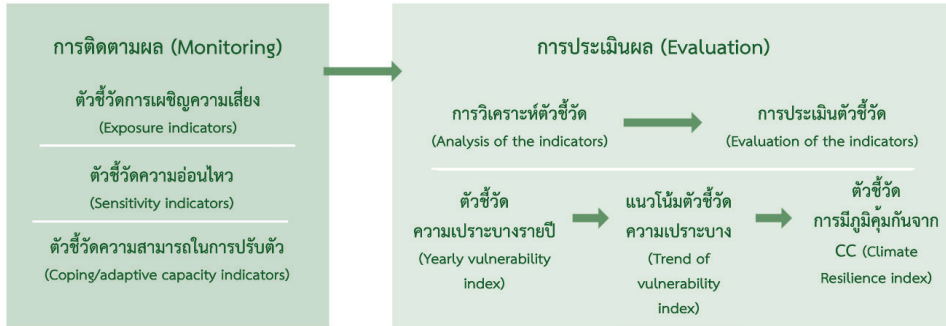 การติดตามผล (Monitoring)
ตัวชี้วัดการเผชิญความเสี่ยง
(Exposure indicators)
ตัวชี้วัดความอ่อนไหว
(Sensitivity indicators)
ตัวชี้วัดความสามารถในการปรับตัว
(Coping/adaptive capacity indicators)
การประเมินผล (Evaluation)
การวิเคราะห์ตัวชี้วัด
(Analysis of the indicators)
การประเมินตัวชี้วัด
(Evaluation of the indicators)
ตัวชี้วัด
ความเปราะบางรายปี
(Yearly vulnerability
index)
แนวโน้มตัวชี้วัด
ความเปราะบาง
(Trend of
vulnerability
index)
ตัวชี้วัด
การมีภูมิคุ้มกันจาก
CC (Climate
Resilience index)